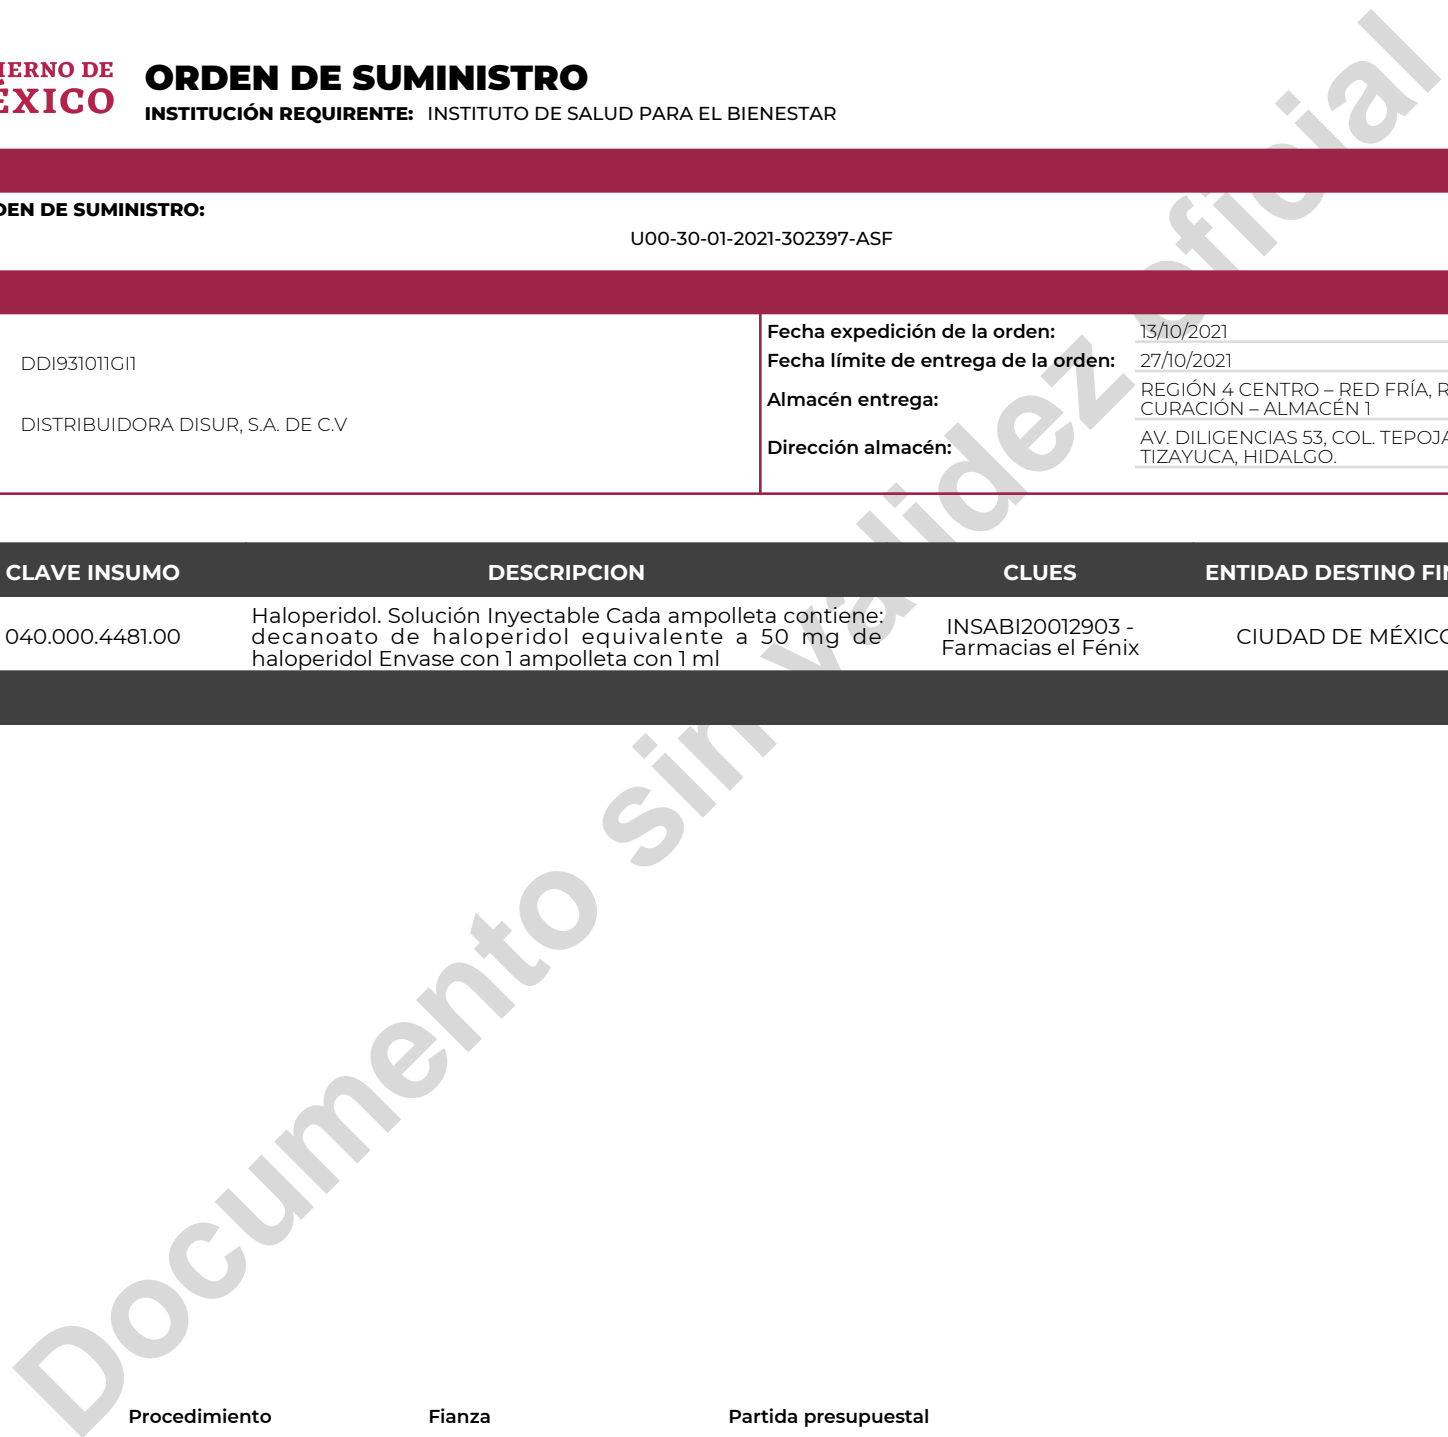 IERNO DE
ÉXICO
ORDEN DE SUMINISTRO
INSTITUCIÓN REQUIRENTE: INSTITUTO DE SALUD PARA EL BIENESTAR
DEN DE SUMINISTRO:
U00-30-01-2021-302397-ASF
DDI931011GI1
DISTRIBUIDORA DISUR, S.A. DE C.V
Fecha expedición de la orden: 13/10/2021
Fecha límite de entrega de la orden: 27/10/2021
Almacén entrega: REGIÓN 4 CENTRO – RED FRÍA, R
CURACIÓN – ALMACÉN 1
Dirección almacén: AV. DILIGENCIAS 53, COL. TEPOJA
TIZAYUCA, HIDALGO.
CLAVE INSUMO DESCRIPCION CLUES ENTIDAD DESTINO FIN
040.000.4481.00
Haloperidol. Solución Inyectable Cada ampolleta contiene:
decanoato de haloperidol equivalente a 50 mg de
haloperidol Envase con 1 ampolleta con 1 ml
INSABI20012903 -
Farmacias el Fénix
CIUDAD DE MÉXICO
Documento sin validez oficial
Procedimiento Fianza Partida presupuestal